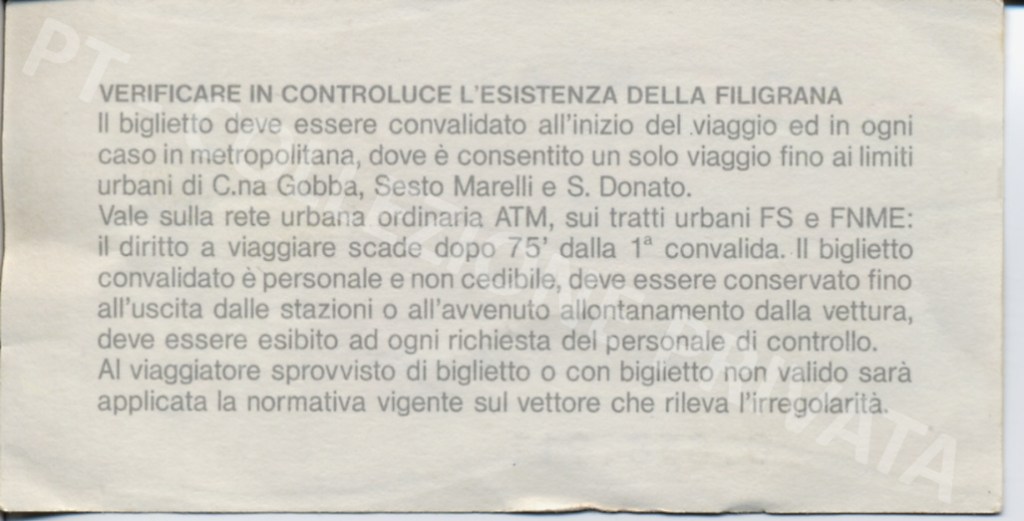 VERIFICARE IN CONTROLUCE L'ESISTENZA DELLA FILIGRANA
Il biglietto deve essere convalidato all'inizio del viaggio ed in ogni
caso in metropolitana, dove è consentito un solo viaggio fino ai limiti
urbani di C.na Gobba, Sesto Marelli e S. Donato.
Vale sulla rete urbana ordinaria ATM, sui tratti urbani FS e FNME:
il diritto a viaggiare scade dopo 75' dalla 1ª convalida. Il biglietto
convalidato è personale e non cedibile, deve essere conservato fino
all'uscita dalle stazioni o all'avvenuto allontanamento dalla vettura,
deve essere esibito ad ogni richiesta del personale di controllo.
Al viaggiatore sprovvisto di biglietto o con biglietto non valido sarà
applicata la normativa vigente sul vettore che rileva l'irregolarità.
PT - COLLEZIONE PRIVATA